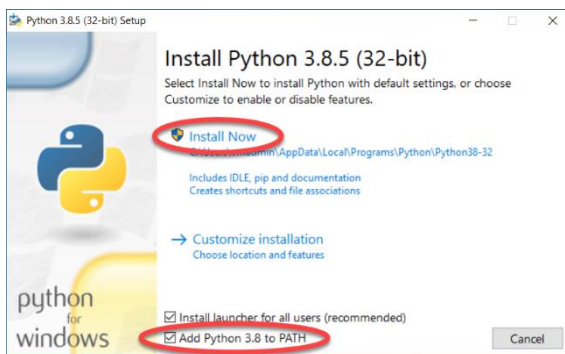 Python 3.8.5 (32-bit) Setup
Install Python 3.8.5 (32-bit)
Select Install Now to install Python with default settings, or choose
Customize to enable or disable features.
Install Now
AppData\Local\Programs\Python\Python38-32
Includes IDLE, pip and documentation
Creates shortcuts and file associations
→ Customize installation
Choose location and features
python
for
windows
Install launcher for all users (recommended)
Add Python 3.8 to PATH
Cancel